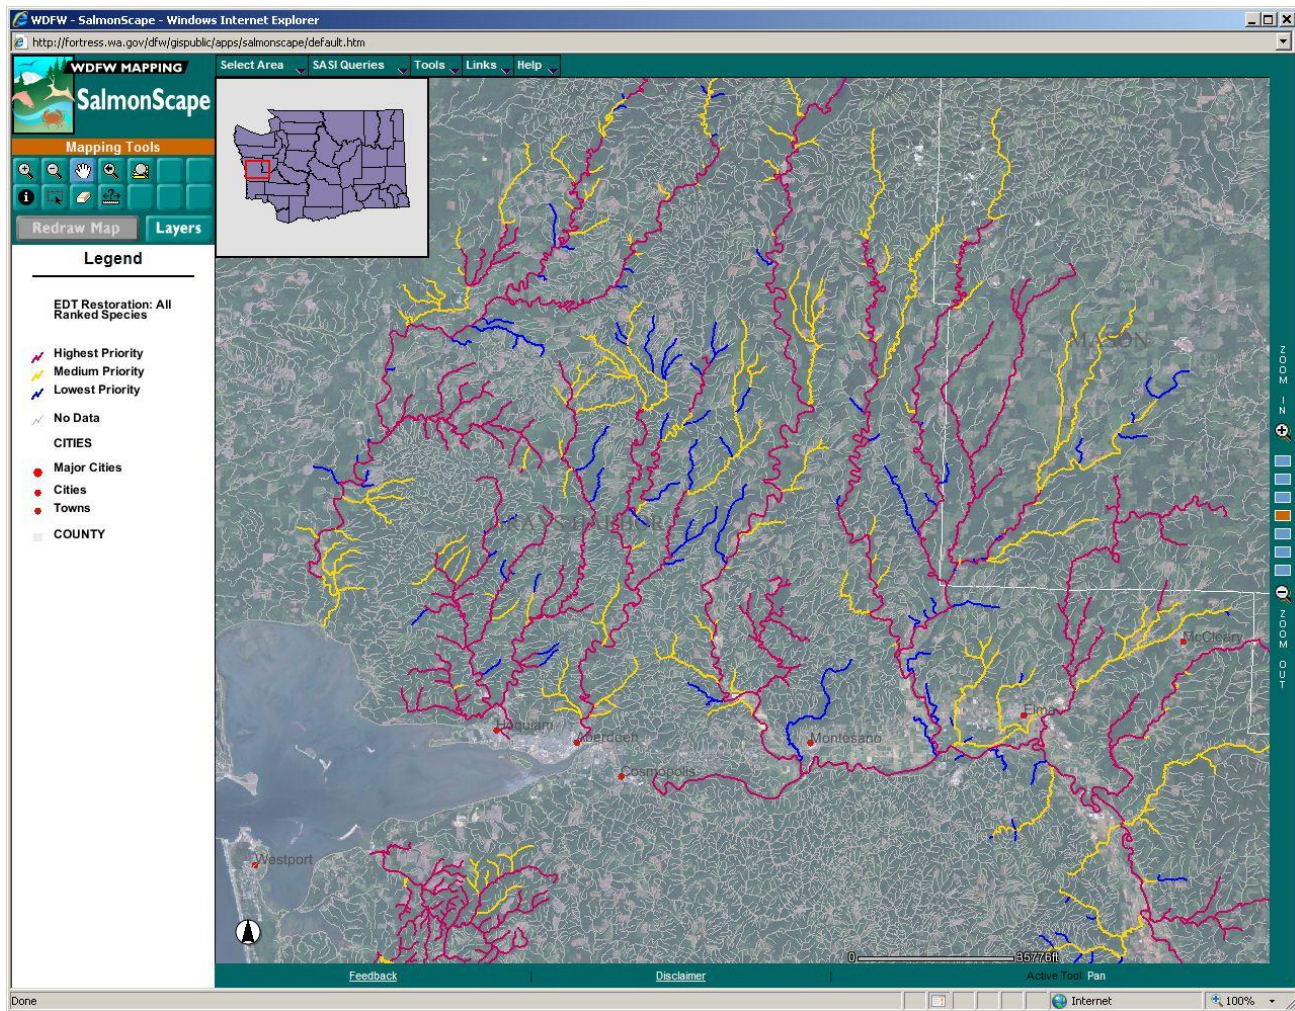 WDFW - SalmonScape - Windows Internet Explorer
http://fortress.wa.gov/dfw/gispublic/apps/salmonscape/default.htm
WDFW MAPPING
SalmonScape
Select Area
SASI Queries
Tools
Links
Help
Mapping Tools
Redraw Map
Layers
Legend
EDT Restoration: All
Ranked Species
Highest Priority
Medium Priority
Lowest Priority
No Data
CITIES
Major Cities
Cities
Towns
COUNTY
MASON
GRAYS HARBOR
McCleary
Elma
Hoquiam
Aberdeen
Montesano
Cosmopolis
Westport
ZOOM IN
ZOOM OUT
0 35776ft
Feedback
Disclaimer
Active Tool: Pan
Done
Internet
100%